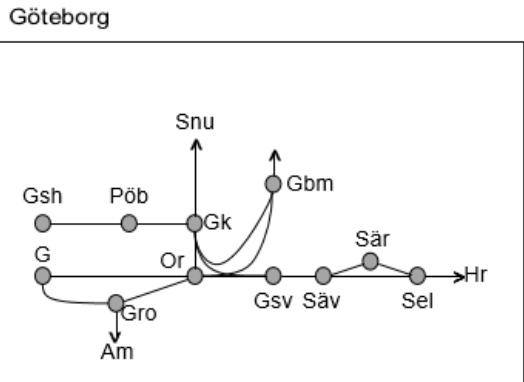 Göteborg
Snu
Gsh
Pöb
Gk
Gbm
G
Or
Sär
Gro
Gsv
Säv
Sel
Hr
Am